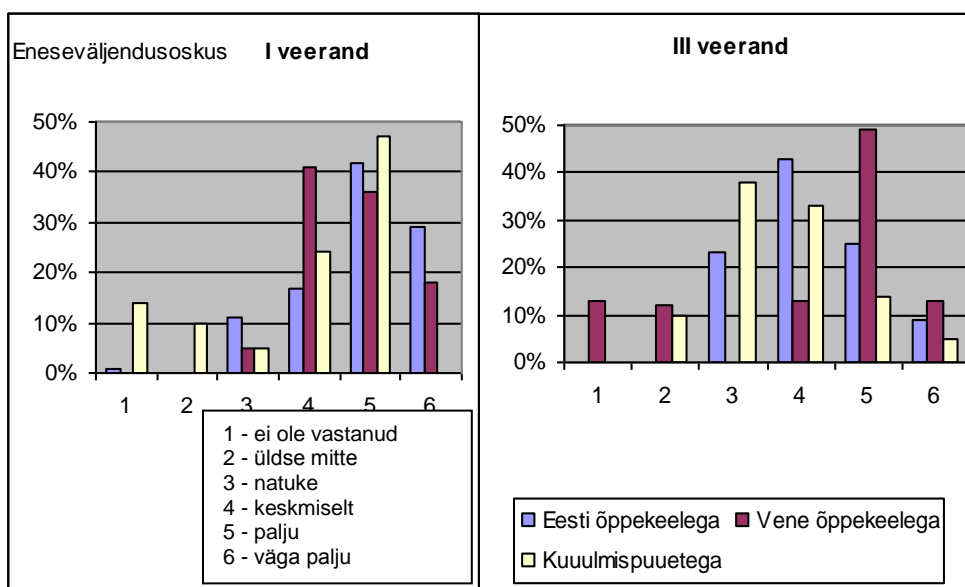 Eneseväljendusoskus I veerand
50%
40%
30%
20%
10%
0%
1 2 3 4 5 6
1 - ei ole vastanud
2 - üldse mitte
3 - natuke
4 - keskmiselt
5 - palju
6 - väga palju
III veerand
50%
40%
30%
20%
10%
0%
1 2 3 4 5 6
Eesti õppekeelega Vene õppekeelega
Kuuulmispuuetega